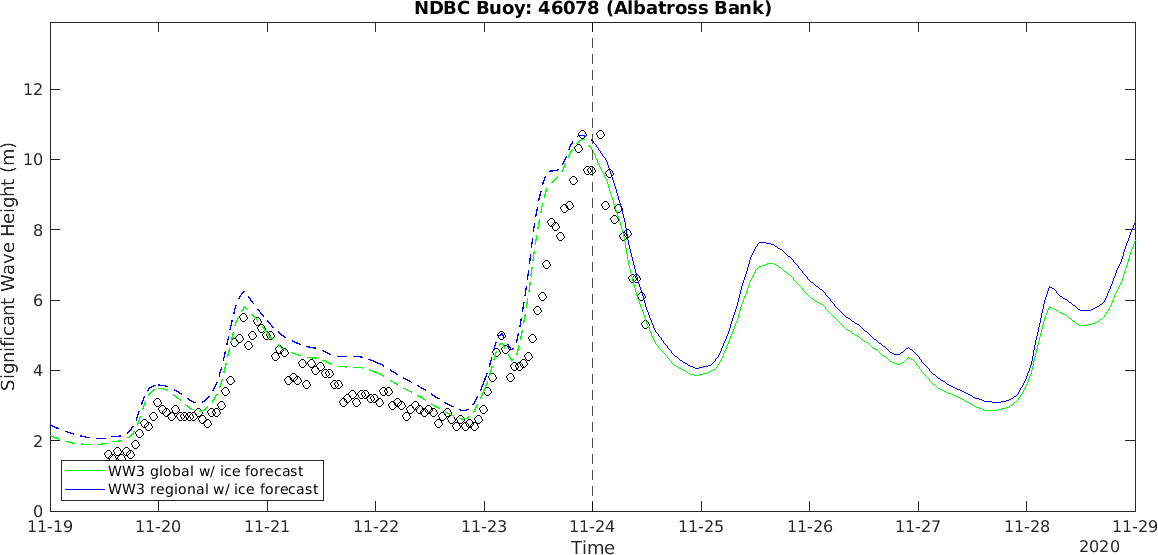 NDBC Buoy: 46078 (Albatross Bank)
Significant Wave Height (m)
12
10
8
6
4
2
0
WW3 global w/ ice forecast
WW3 regional w/ ice forecast
11-19 11-20 11-21 11-22 11-23 11-24 11-25 11-26 11-27 11-28 11-29
Time
2020